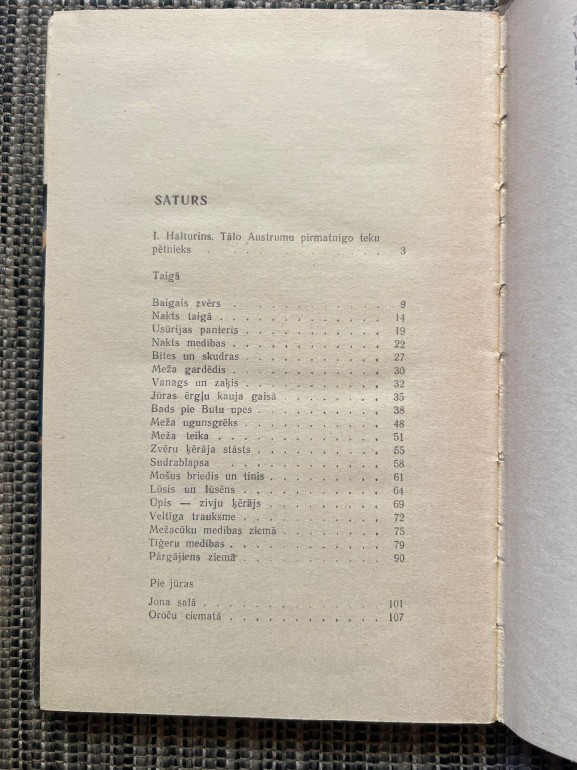 SATURS
I. Halturins. Tālo Austrumu pirmatnīgo teku
pētnieks . . . . . . . . . . . 3
Taigā
Baigais zvērs . . . . . . . . . . 9
Nakts taigā . . . . . . . . . . 14
Usūrijas panteris . . . . . . . . . 19
Nakts medības . . . . . . . . . . 22
Bites un skudras . . . . . . . . . 27
Meža gardēdis . . . . . . . . . . 30
Vanags un zaķis . . . . . . . . . 32
Jūras ērgļu kauja gaisā . . . . . . . 35
Bads pie Butu upes . . . . . . . . 38
Meža ugunsgrēks . . . . . . . . . 48
Meža teika . . . . . . . . . . 51
Zvēru ķērāja stāsts . . . . . . . . 55
Sudrablapsa . . . . . . . . . . 58
Mošus briedis un tinis . . . . . . . 61
Lūsis un lūsēns . . . . . . . . . 64
Ūpis — zivju ķērājs . . . . . . . . 69
Veltīga trauksme . . . . . . . . . 72
Mežacūku medības ziemā . . . . . . 75
Tīģeru medības . . . . . . . . . . 79
Pārgājiens ziemā . . . . . . . . . 90
Pie jūras
Jona salā . . . . . . . . . . . 101
Oroču ciematā . . . . . . . . . . 107